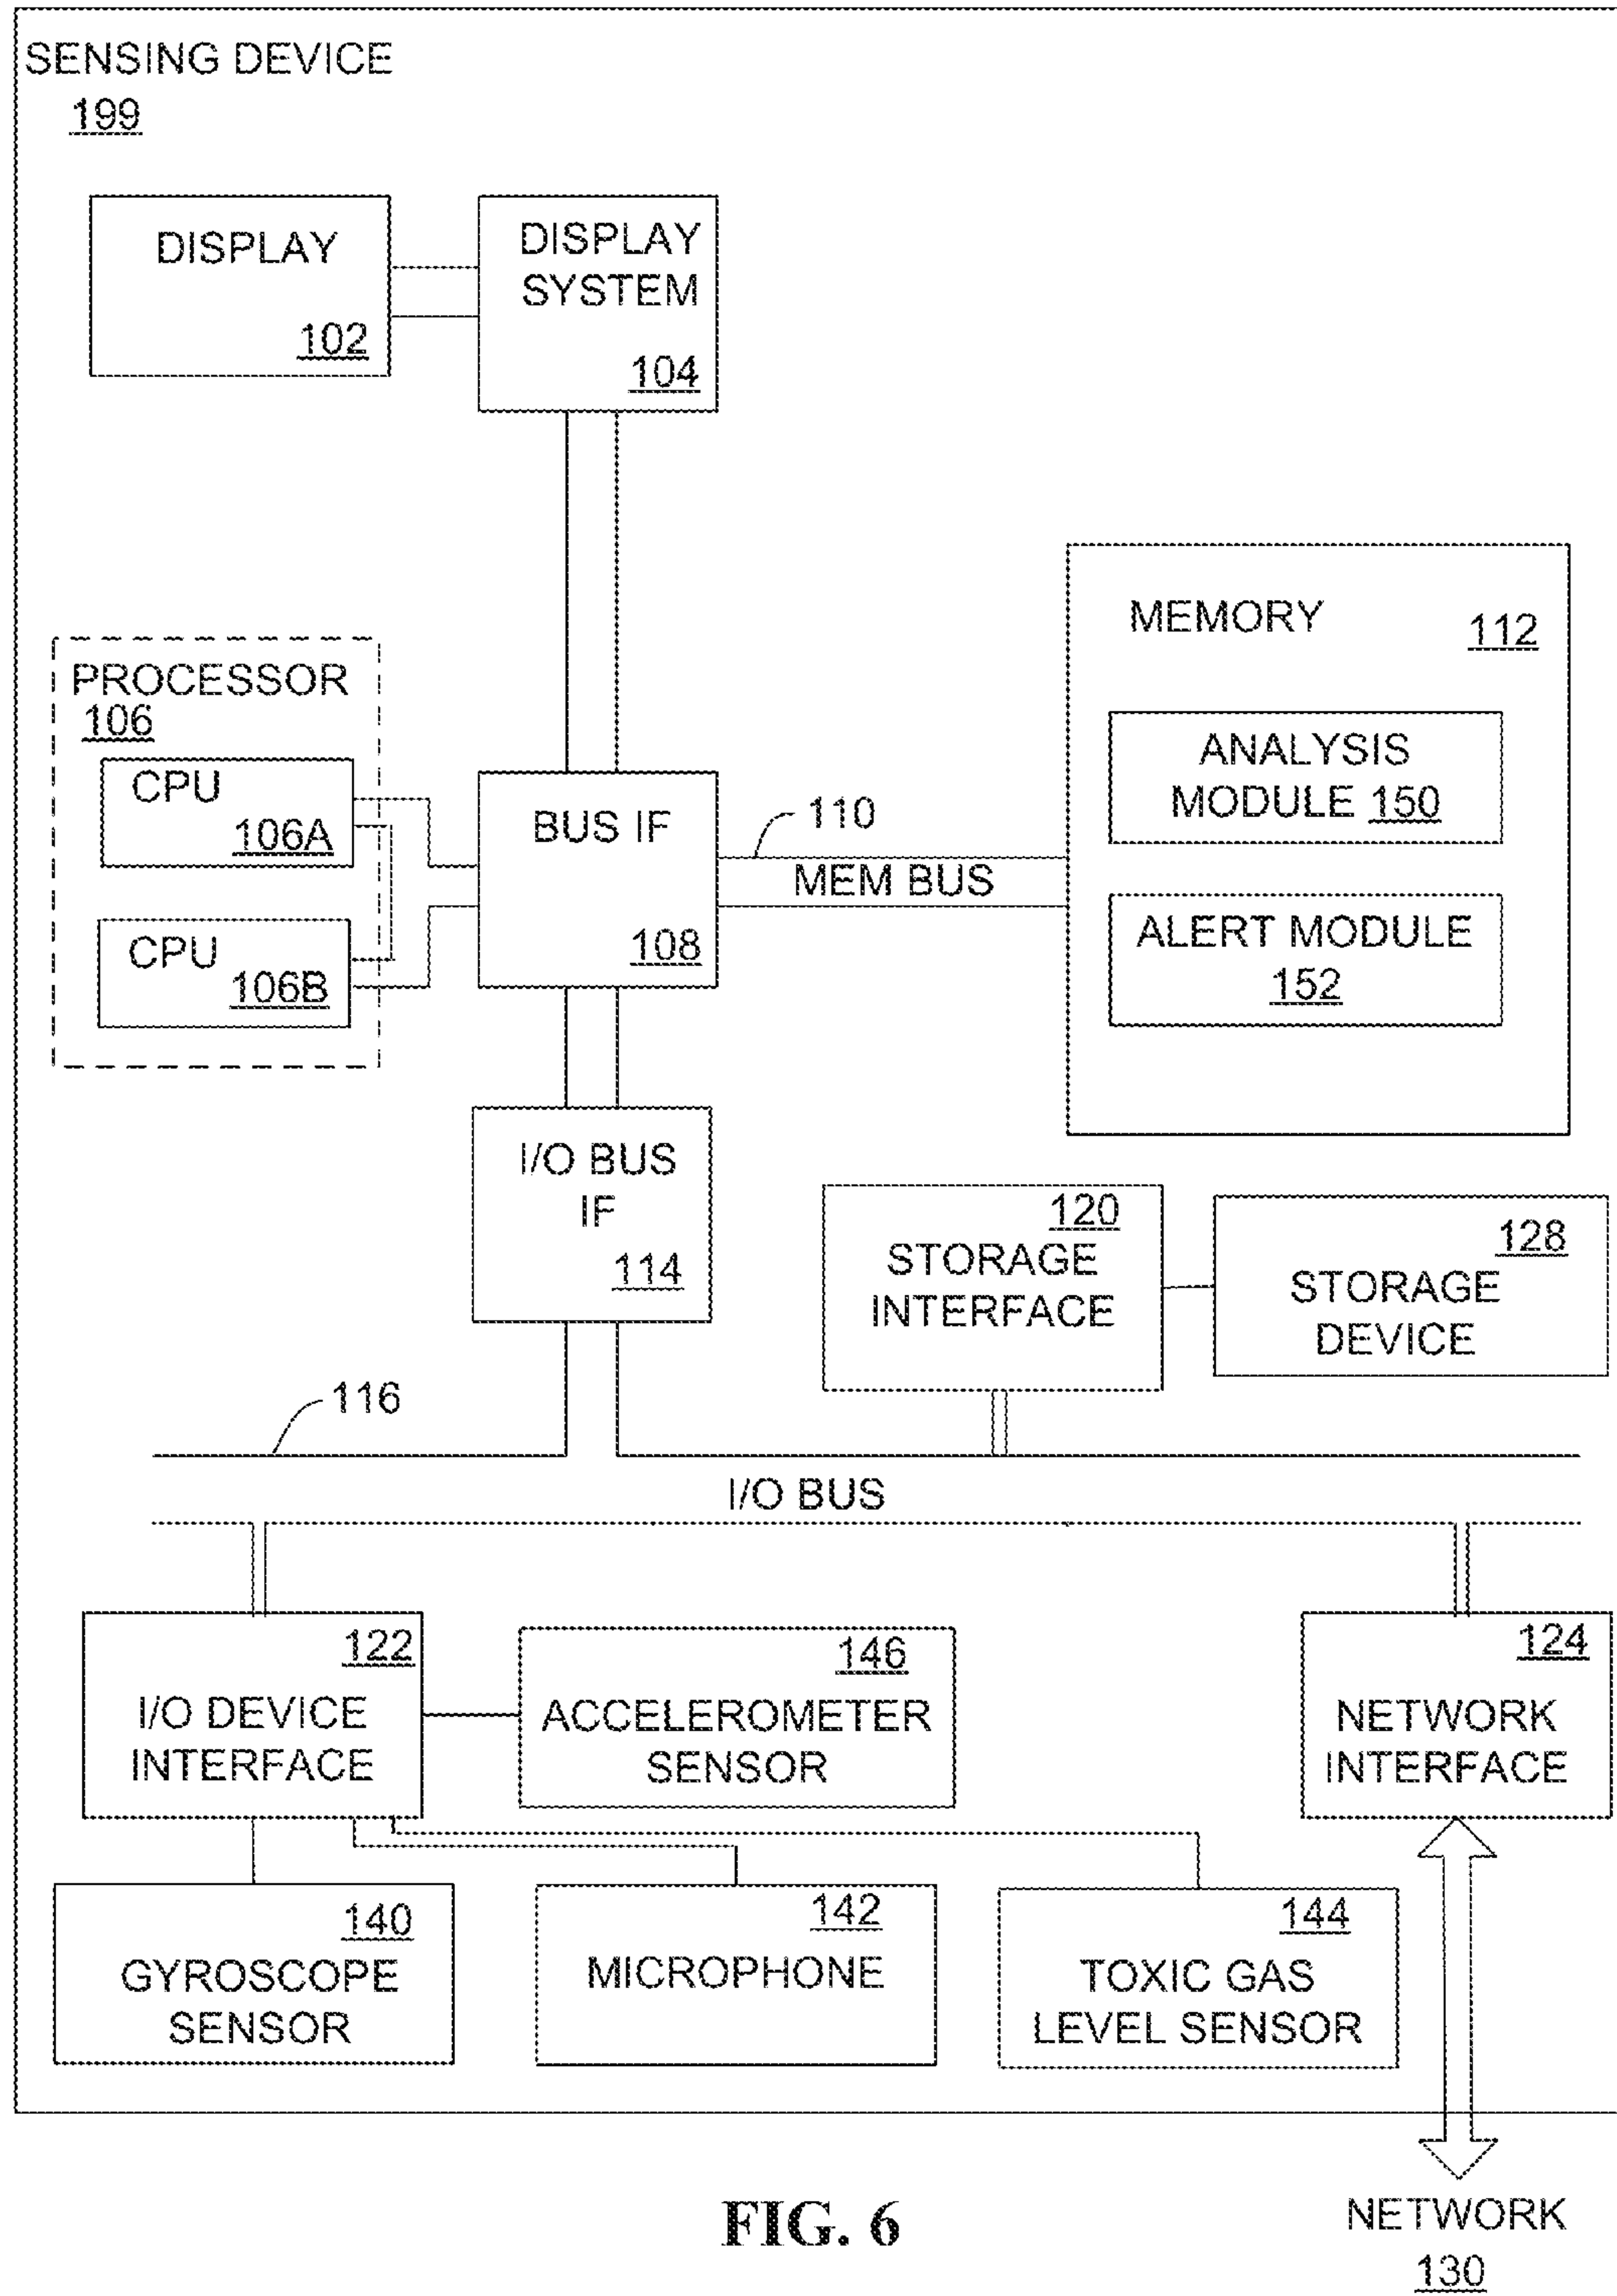 SENSING DEVICE
199
DISPLAY
102
DISPLAY
SYSTEM
104
MEMORY
112
ANALYSIS
MODULE 150
ALERT MODULE
152
PROCESSOR
106
CPU
106A
CPU
106B
BUS IF
108
110
MEM BUS
I/O BUS
IF
114
120
STORAGE
INTERFACE
128
STORAGE
DEVICE
116
I/O BUS
122
I/O DEVICE
INTERFACE
146
ACCELEROMETER
SENSOR
124
NETWORK
INTERFACE
140
GYROSCOPE
SENSOR
142
MICROPHONE
144
TOXIC GAS
LEVEL SENSOR
FIG. 6
NETWORK
130